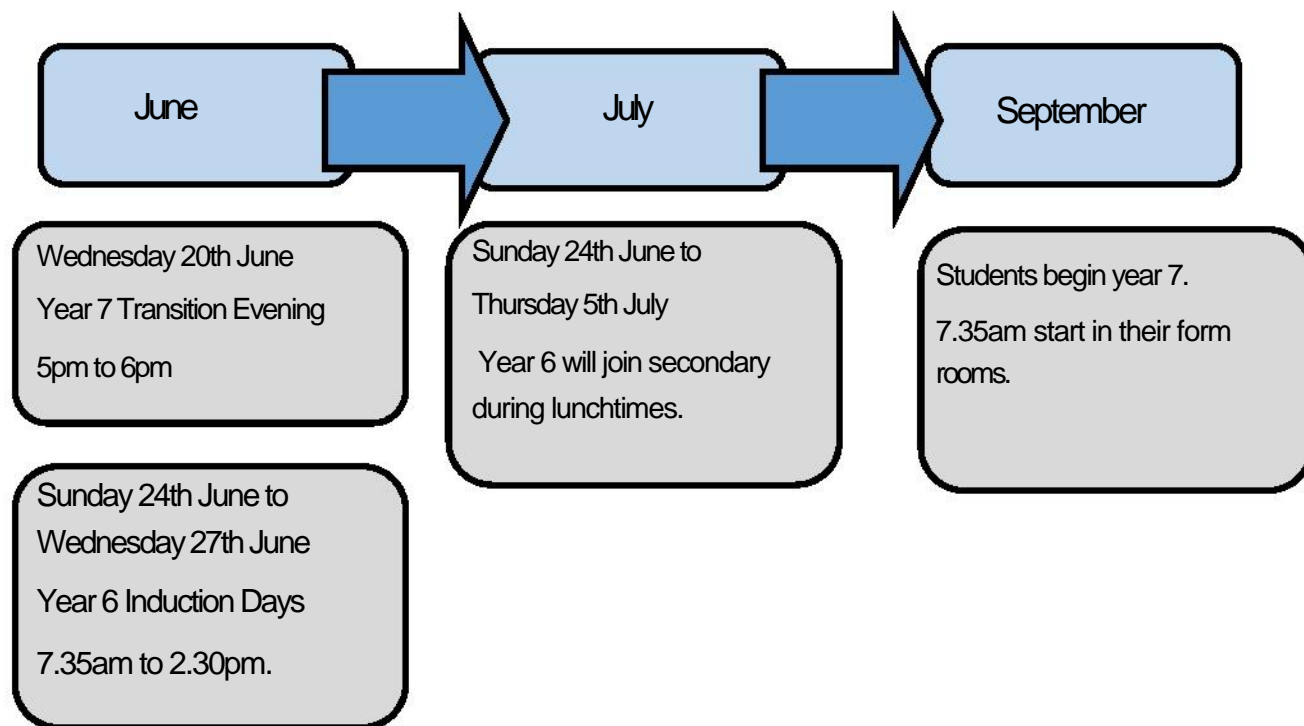 June
July
September
Wednesday 20th June
Year 7 Transition Evening
5pm to 6pm
Sunday 24th June to
Wednesday 27th June
Year 6 Induction Days
7.35am to 2.30pm.
Sunday 24th June to
Thursday 5th July
Year 6 will join secondary
during lunchtimes.
Students begin year 7.
7.35am start in their form
rooms.